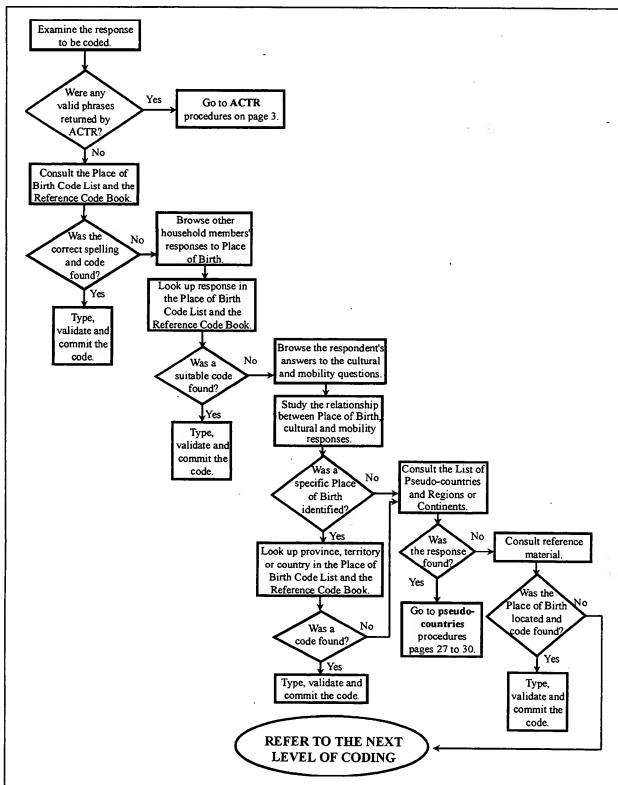 Examine the response
to be coded.
Were any
valid phrases
returned by
ACTR?
Yes
Go to ACTR
procedures on page 3.
No
Consult the Place of
Birth Code List and the
Reference Code Book.
Was the
correct spelling
and code
found?
No
Browse other
household members'
responses to Place
of Birth.
Yes
Type,
validate and
commit the
code.
Look up response in
the Place of Birth
Code List and the
Reference Code Book.
Was a
suitable code
found?
No
Browse the respondent's
answers to the cultural
and mobility questions.
Yes
Type,
validate and
commit the
code.
Study the relationship
between Place of Birth,
cultural and mobility
responses.
Was a
specific Place
of Birth
identified?
No
Consult the List of
Pseudo-countries
and Regions or
Continents.
Yes
Look up province, territory
or country in the Place of
Birth Code List and the
Reference Code Book.
Was
the response
found?
No
Consult reference
material.
Yes
Go to pseudo-
countries
procedures
pages 27 to 30.
Was the
Place of Birth
located and
code found?
No
Was a
code found?
No
Yes
Type, validate and
commit the code.
Yes
Type,
validate and
commit the
code.
REFER TO THE NEXT
LEVEL OF CODING